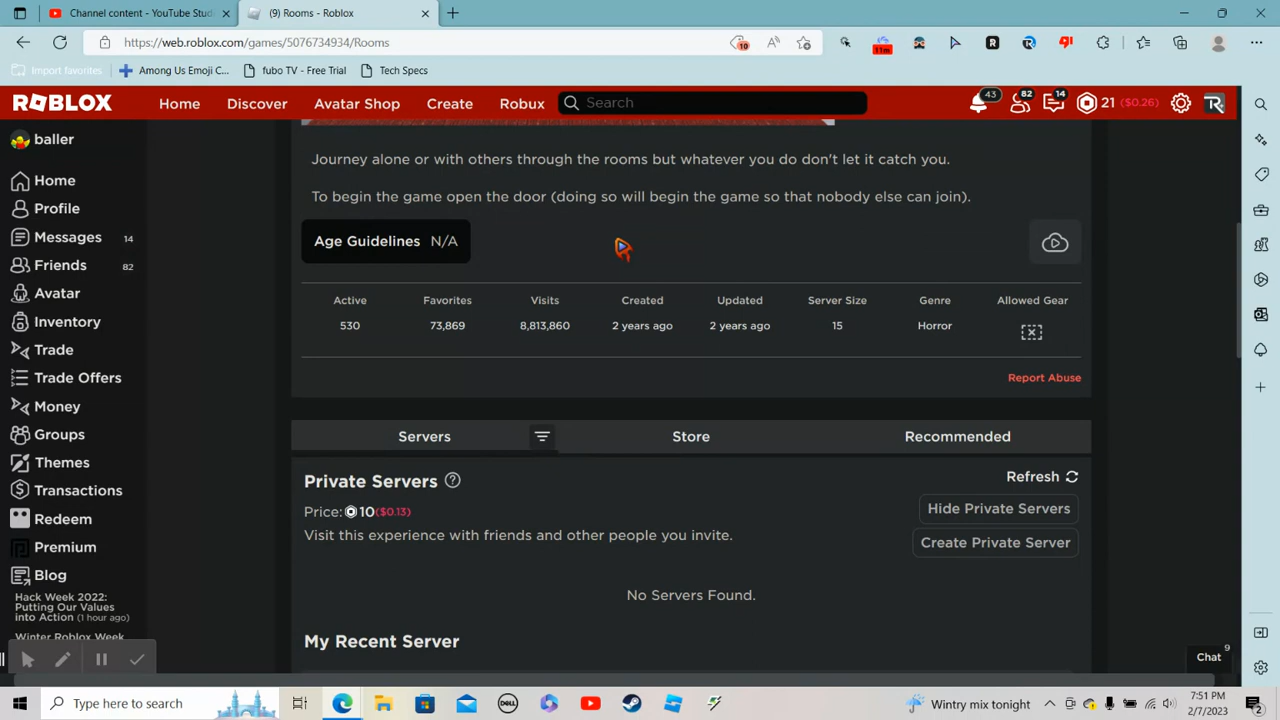 Channel content - YouTube Stud
(9) Rooms - Roblox
https://web.roblox.com/games/5076734934/Rooms
10
11m
Import favorites
Among Us Emoji C...
fubo TV - Free Trial
Tech Specs
ROBLOX
Home
Discover
Avatar Shop
Create
Robux
Search
43
82
14
21 ($0.26)
baller
Home
Profile
Messages 14
Friends 82
Avatar
Inventory
Trade
Trade Offers
Money
Groups
Themes
Transactions
Redeem
Premium
Blog
Hack Week 2022:
Putting Our Values
into Action (1 hour ago)
Winter Roblox Week
Journey alone or with others through the rooms but whatever you do don't let it catch you.
To begin the game open the door (doing so will begin the game so that nobody else can join).
Age Guidelines N/A
Active Favorites Visits Created Updated Server Size Genre Allowed Gear
530 73,869 8,813,860 2 years ago 2 years ago 15 Horror
Report Abuse
Servers Store Recommended
Private Servers
Refresh
Price: 10($0.13)
Hide Private Servers
Visit this experience with friends and other people you invite.
Create Private Server
No Servers Found.
My Recent Server
Chat 9
Type here to search
DELL
Wintry mix tonight
7:51 PM
2/7/2023
2